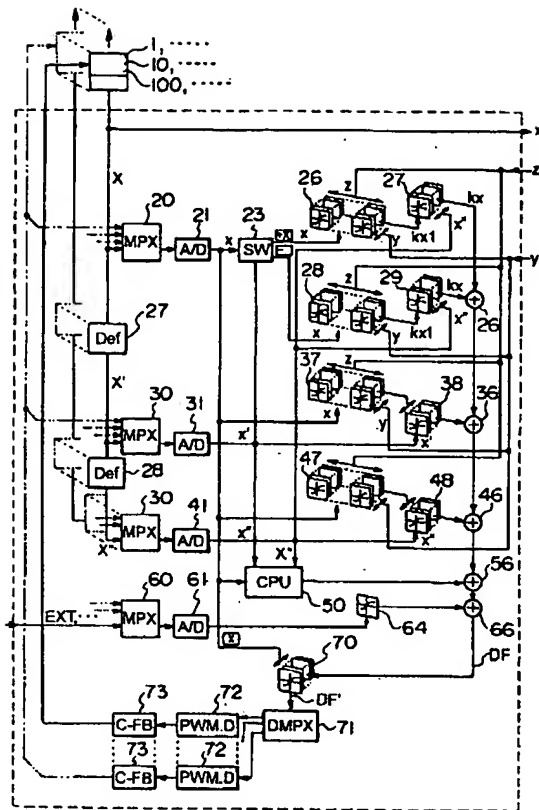 1, ·····
10, ·····
100, ·····
x
z
y
X
20
MPX
21
A/D
x
23
SW
+X
-
x
26
z
27
kx
kx1
x"
y
28
z
29
kx
kx1
x"
y
x
26
27
Def
X'
30
MPX
31
A/D
x'
37
z
38
36
x
y
x
28
Def
X"
30
MPX
41
A/D
x"
47
z
48
46
x"
y
X"
CPU
50
56
60
EXT, ·····
MPX
61
A/D
64
66
x
70
DF
DF'
73
C-FB
72
PWM.D
DMPX
71
73
C-FB
72
PWM.D